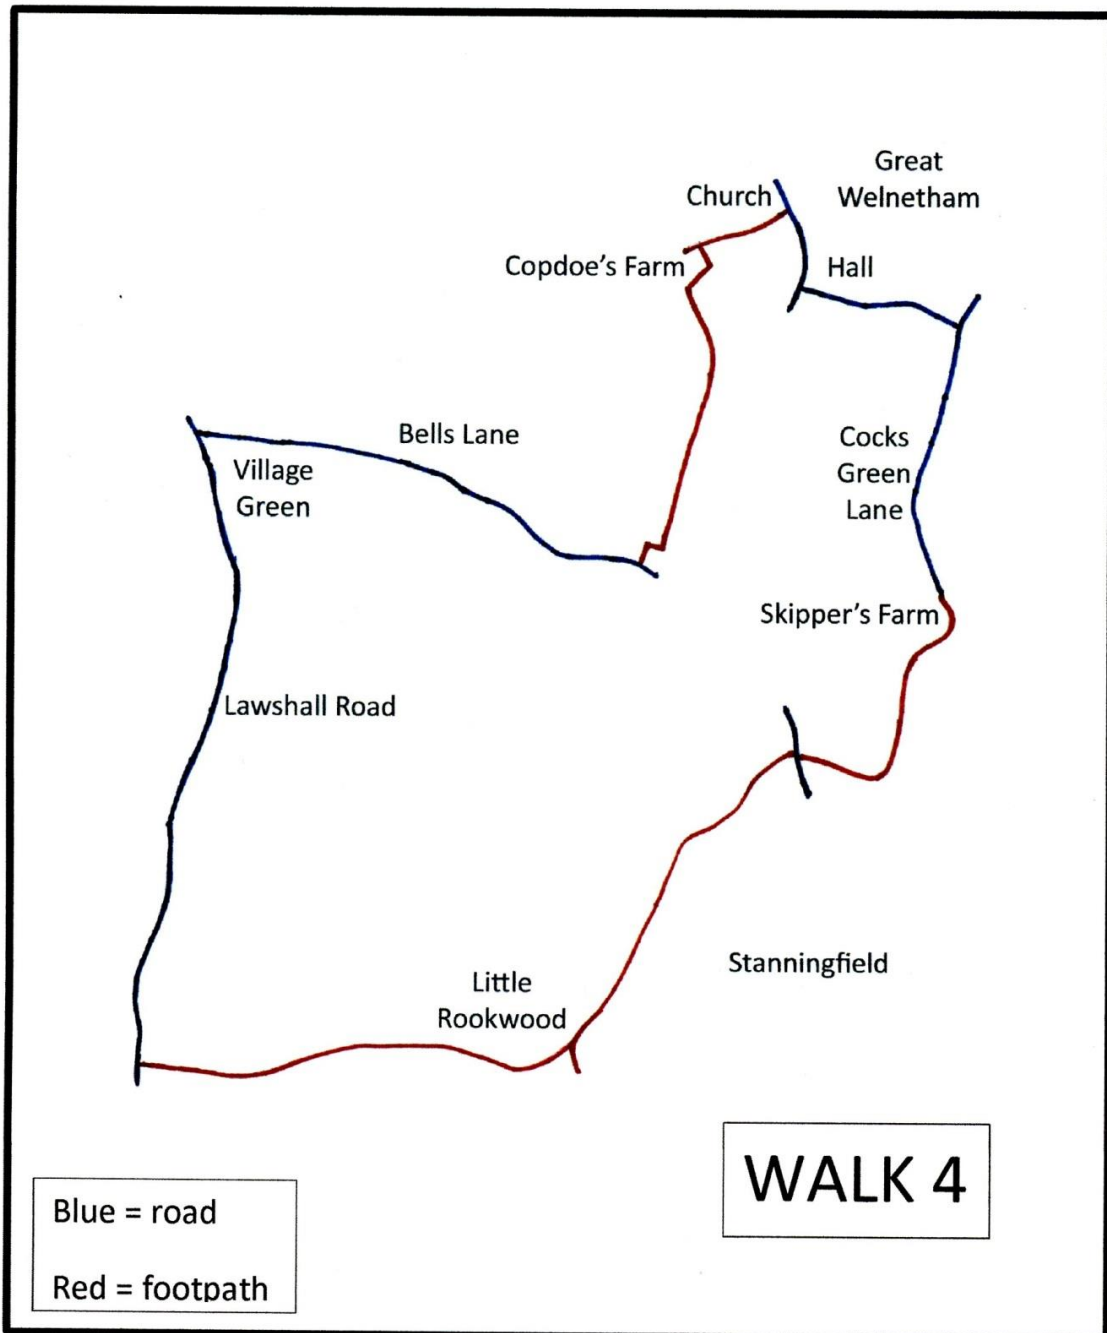 Great
Welnetham
Church
Hall
Copdoe's Farm
Bells Lane
Village
Green
Cocks
Green
Lane
Skipper's Farm
Lawshall Road
Stanningfield
Little
Rookwood
WALK 4
Blue = road
Red = footpath